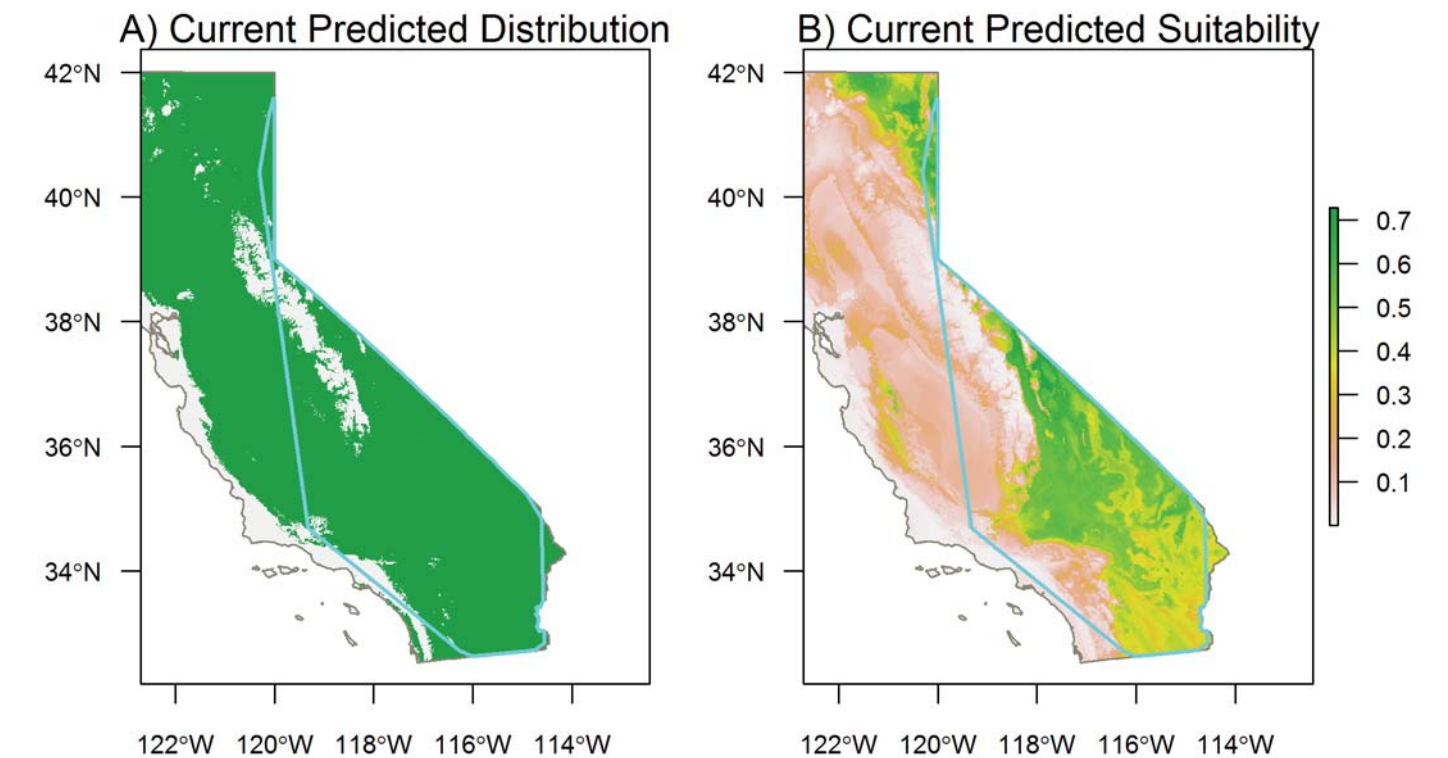 A) Current Predicted Distribution
B) Current Predicted Suitability
42°N
40°N
38°N
36°N
34°N
122°W 120°W 118°W 116°W 114°W
42°N
40°N
38°N
36°N
34°N
122°W 120°W 118°W 116°W 114°W
0.7
0.6
0.5
0.4
0.3
0.2
0.1